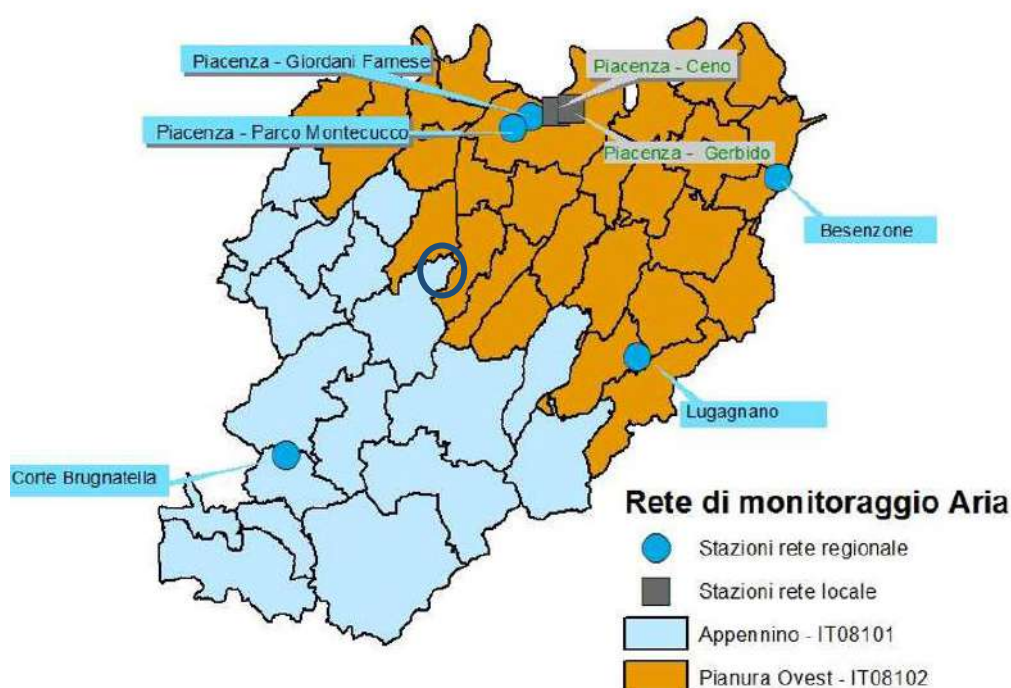 Piacenza - Giordani Farnese
Piacenza - Ceno
Piacenza - Parco Montecucco
Piacenza - Gerbido
Besenzone
Lugagnano
Corte Brugnatella
Rete di monitoraggio Aria
Stazioni rete regionale
Stazioni rete locale
Appennino - IT08101
Pianura Ovest - IT08102